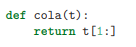 def cola(t):
    return t[1:]